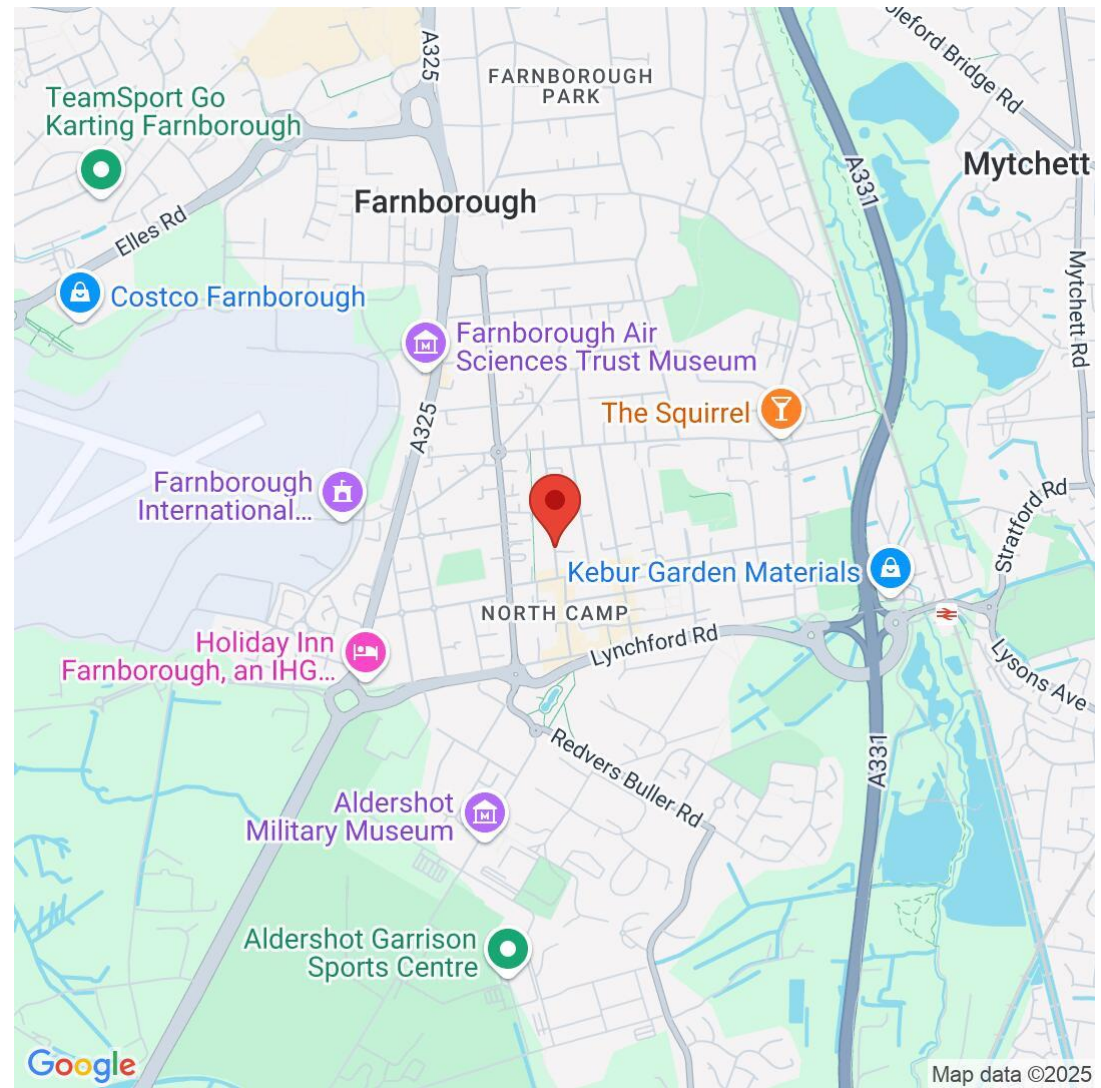 A325
oleford Bridge Rd
FARNBOROUGH
PARK
TeamSport Go
Karting Farnborough
Mytchett
A331
Farnborough
Elles Rd
Mytchett Rd
Costco Farnborough
Farnborough Air
Sciences Trust Museum
The Squirrel
A325
Farnborough
International...
Stratford Rd
Kebur Garden Materials
NORTH CAMP
Lynchford Rd
Holiday Inn
Farnborough, an IHG...
Lysons Ave
A331
Redvers Buller Rd
Aldershot
Military Museum
Aldershot Garrison
Sports Centre
Google
Map data ©2025